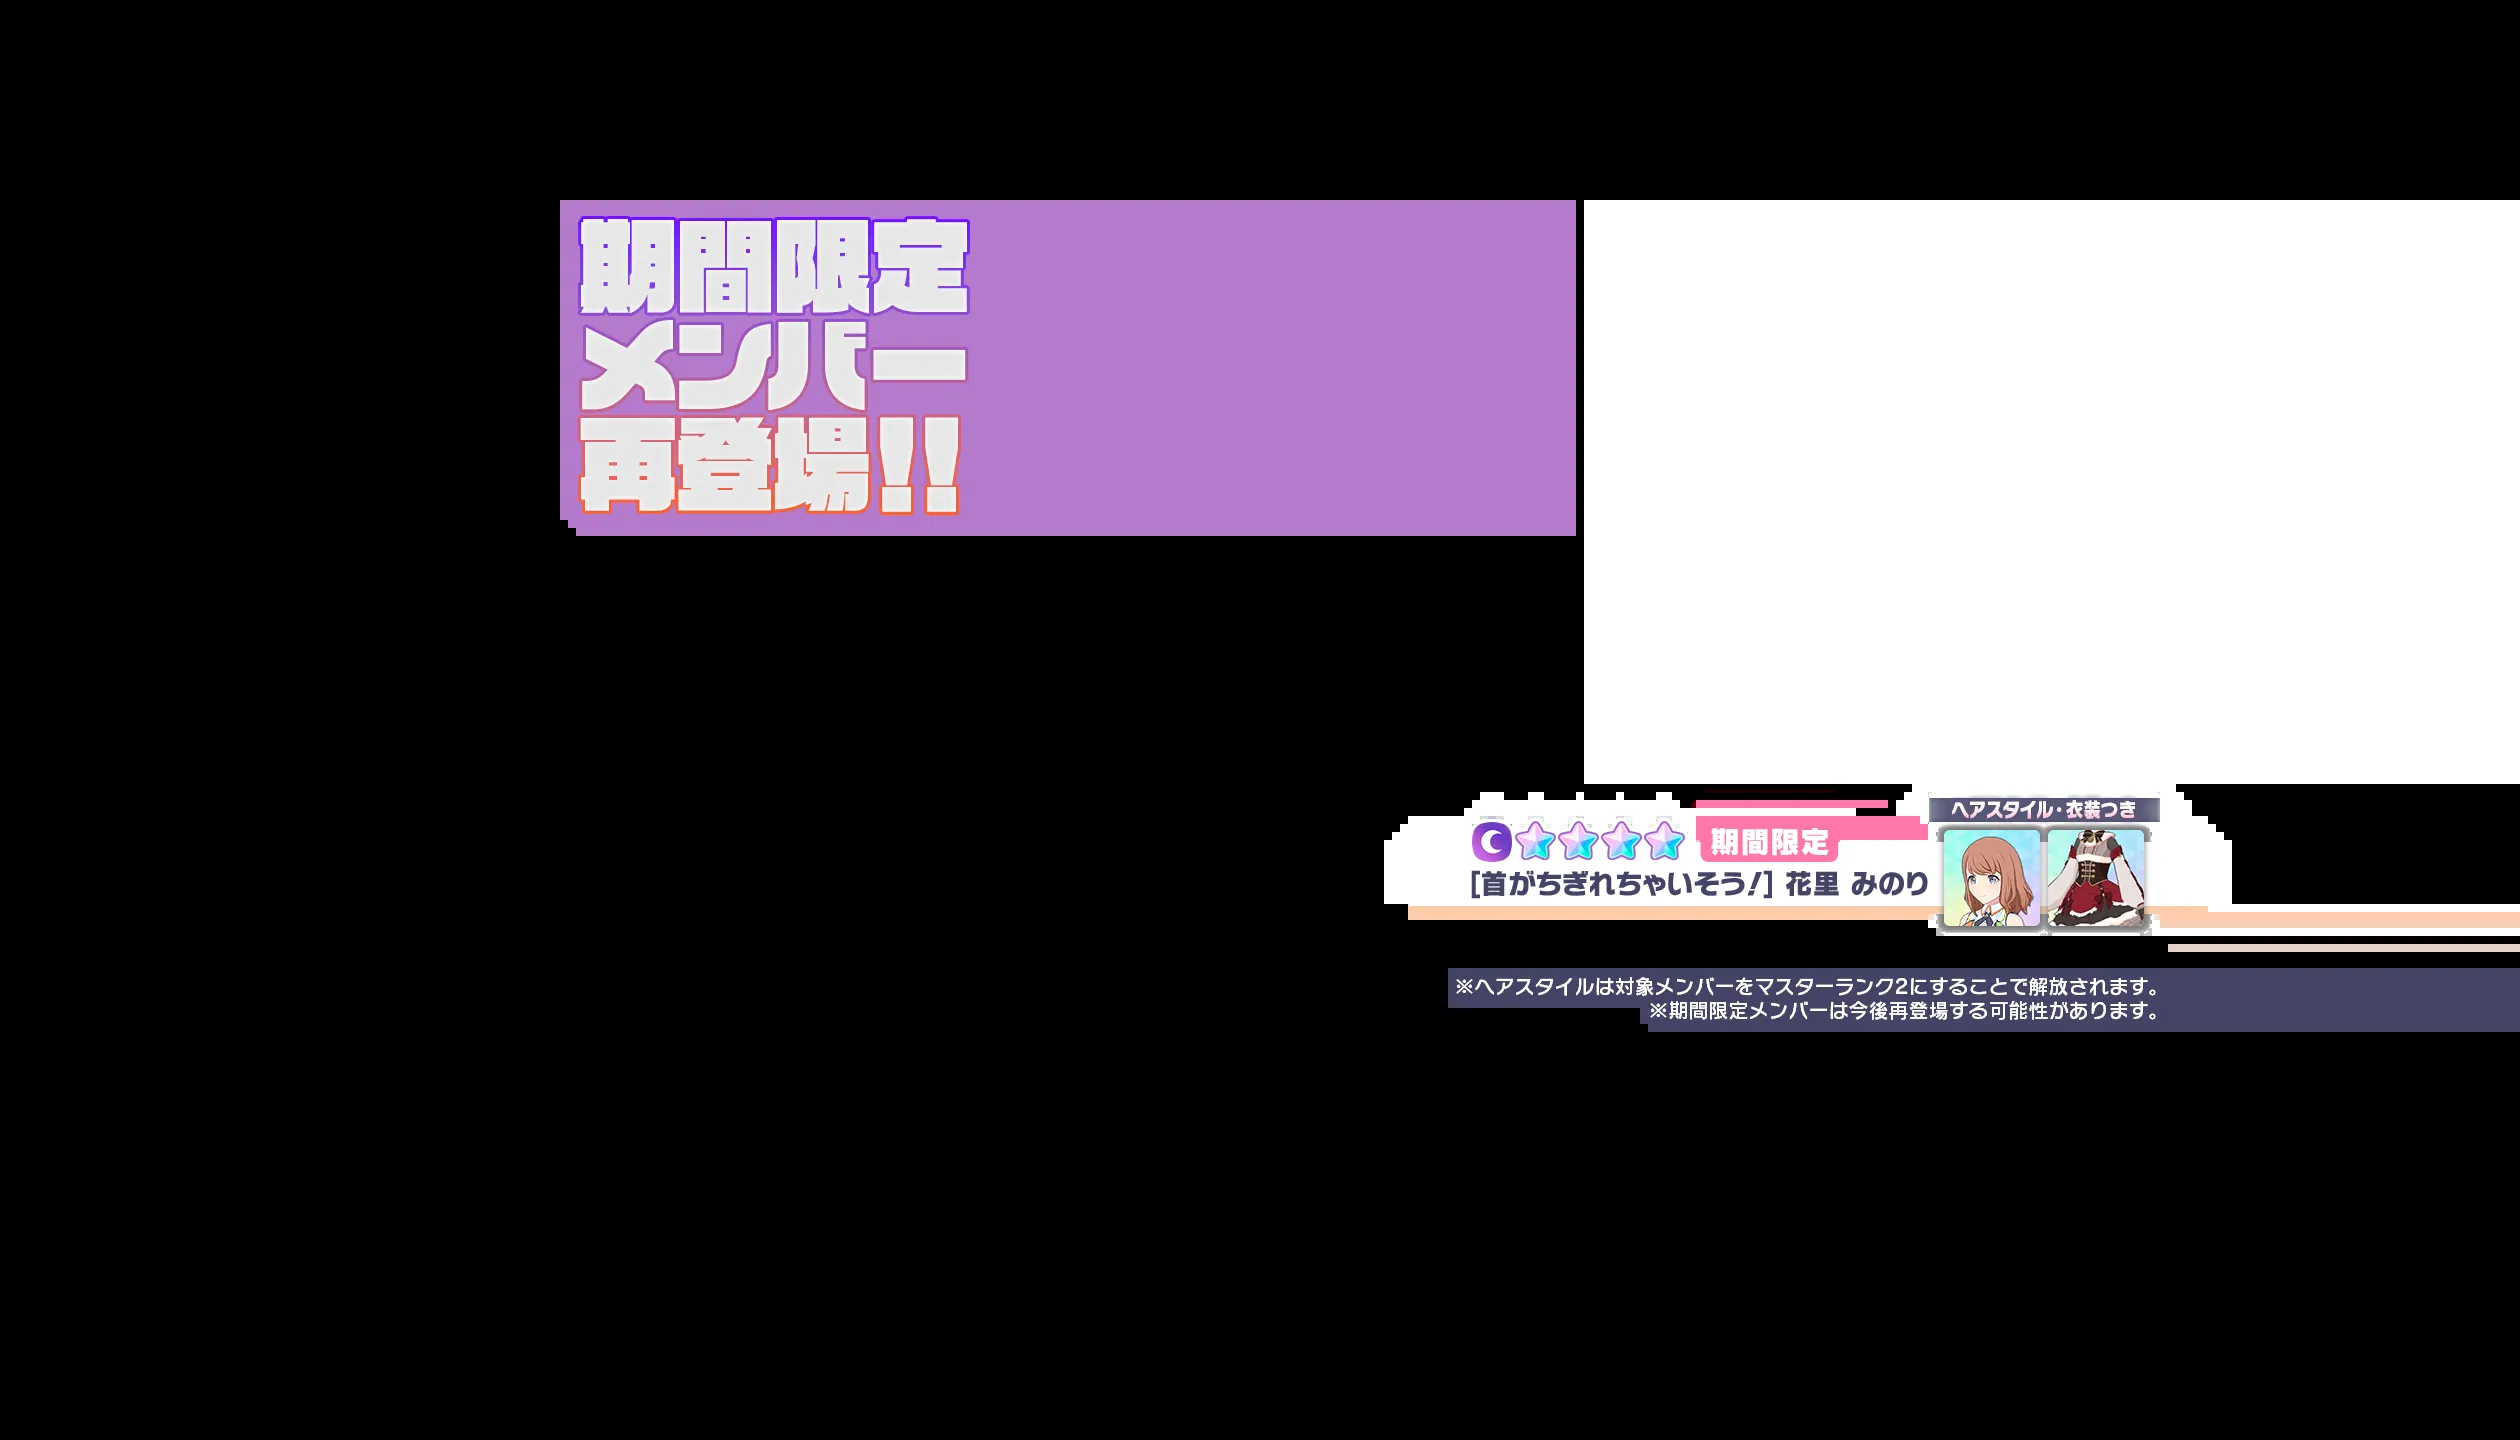 期間限定
メンバー
再登場!!
ヘアスタイル・衣装つき
期間限定
[首がちぎれちゃいそう!] 花里 みのり
※ヘアスタイルは対象メンバーをマスターランク2にすることで解放されます。
※期間限定メンバーは今後再登場する可能性があります。